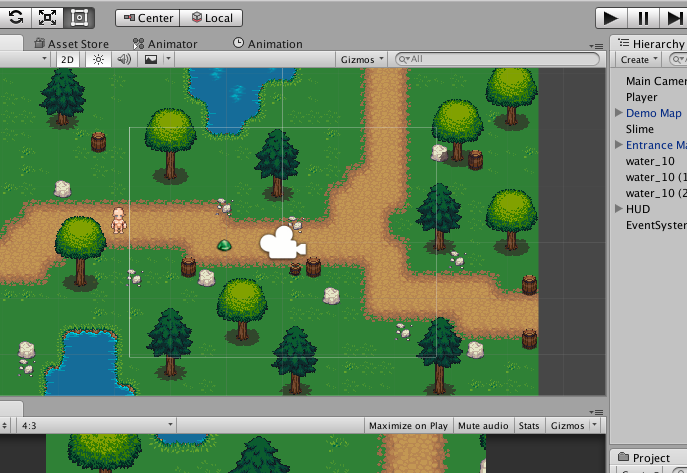 Center Local
Asset Store Animator Animation Hierarchy
2D Gizmos All Create
Main Camer
Player
Demo Map
Slime
Entrance Ma
water_10
water_10 (1
water_10 (2
HUD
EventSystem
4:3 Maximize on Play Mute audio Stats Gizmos
Project